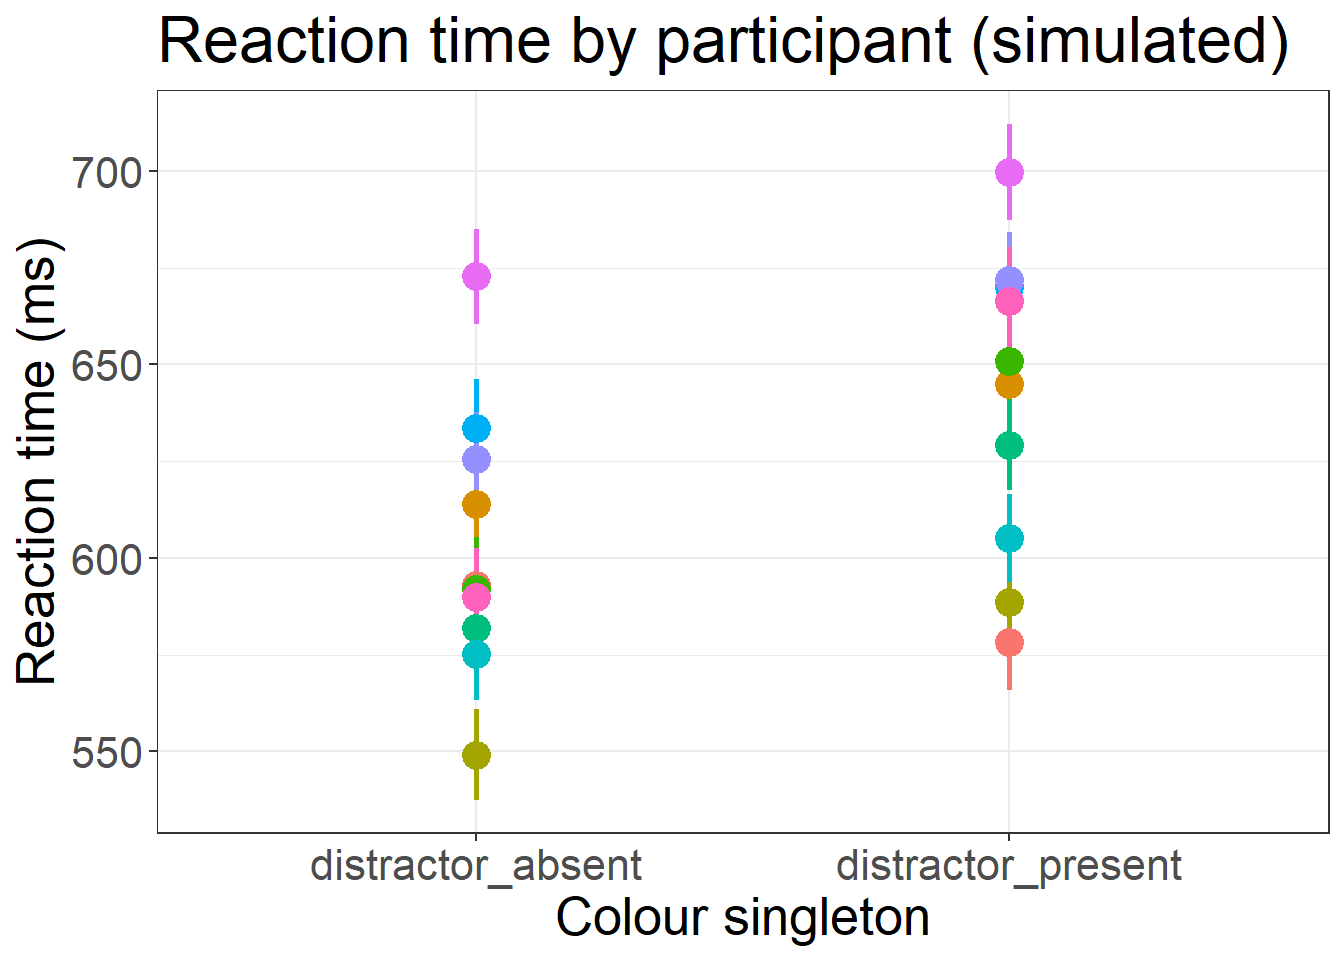 Reaction time by participant (simulated)
Reaction time (ms)
700
650
600
550
distractor_absent
distractor_present
Colour singleton